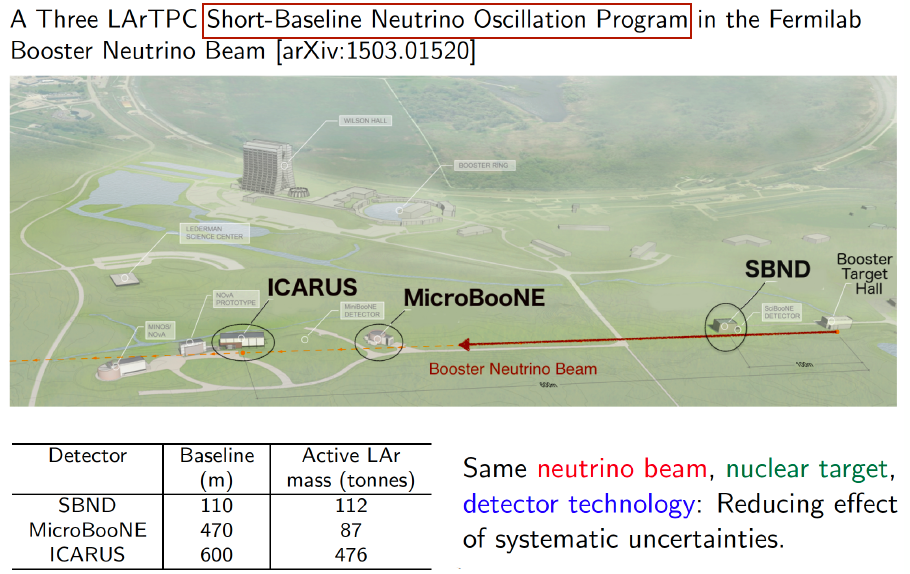 A Three LArTPC Short-Baseline Neutrino Oscillation Program in the Fermilab
Booster Neutrino Beam [arXiv:1503.01520]
WILSON HALL
BOOSTER RING
LEDERMAN
SCIENCE CENTER
ICARUS
MicroBooNE
SBND
Booster
Target
Hall
NOvA
PROTOTYPE
MiniBooNE
DETECTOR
SciBooNE
DETECTOR
MINOS/
NOvA
Booster Neutrino Beam
100m
600m
Detector Baseline Active LAr
(m) mass (tonnes)
SBND 110 112
MicroBooNE 470 87
ICARUS 600 476
Same neutrino beam, nuclear target,
detector technology: Reducing effect
of systematic uncertainties.